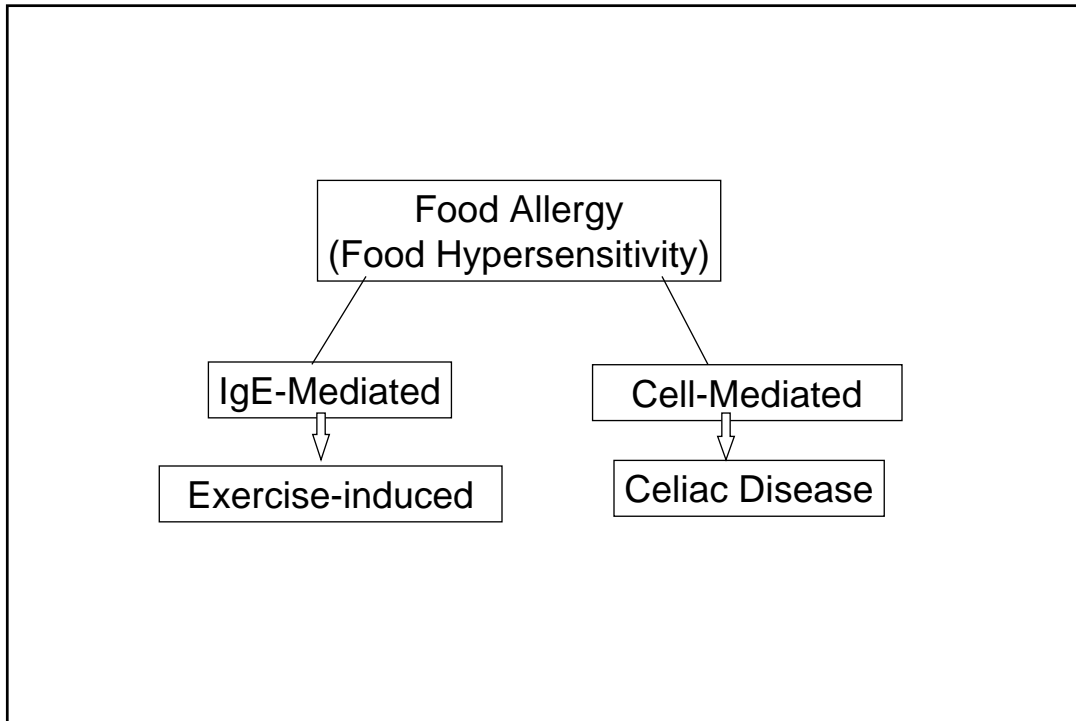 Food Allergy
(Food Hypersensitivity)
IgE-Mediated
Cell-Mediated
Exercise-induced
Celiac Disease